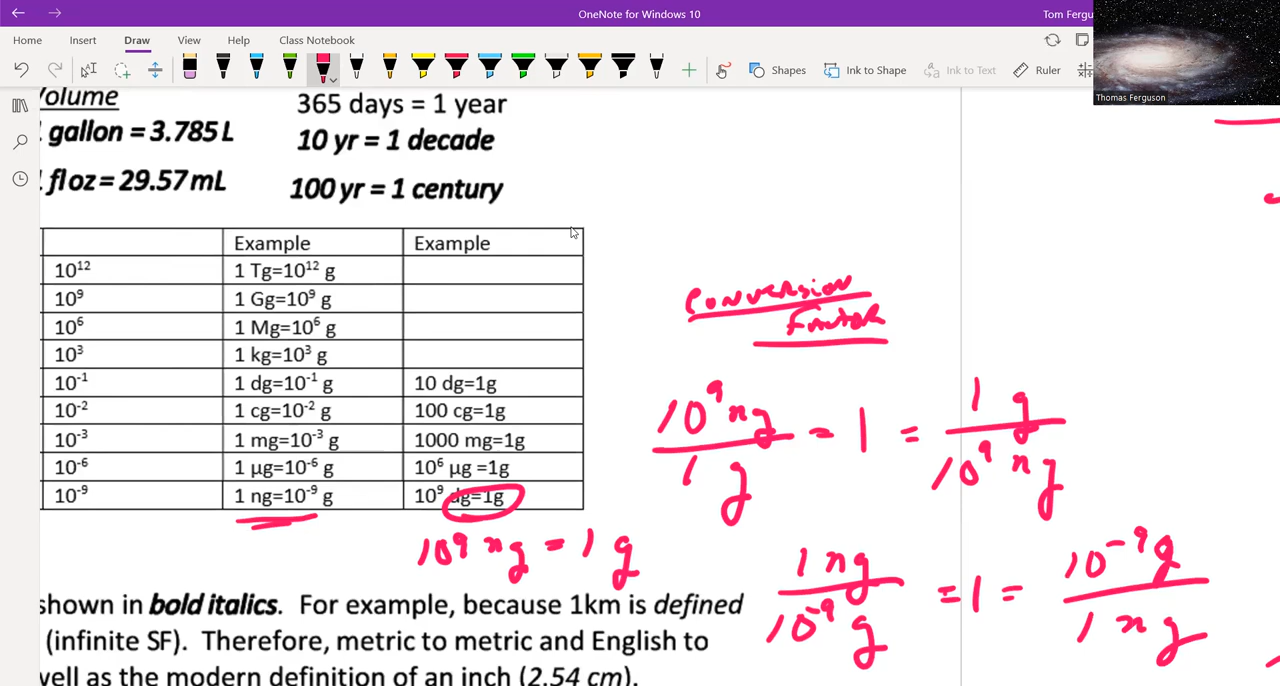 OneNote for Windows 10
Tom Fergu
Home Insert Draw View Help Class Notebook
Shapes Ink to Shape Ink to Text Ruler
Thomas Ferguson
Volume
gallon = 3.785 L
fl oz = 29.57 mL
365 days = 1 year
10 yr = 1 decade
100 yr = 1 century
Example Example
10¹² 1 Tg=10¹² g
10⁹ 1 Gg=10⁹ g
10⁶ 1 Mg=10⁶ g
10³ 1 kg=10³ g
10⁻¹ 1 dg=10⁻¹ g 10 dg=1g
10⁻² 1 cg=10⁻² g 100 cg=1g
10⁻³ 1 mg=10⁻³ g 1000 mg=1g
10⁻⁶ 1 µg=10⁻⁶ g 10⁶ µg =1g
10⁻⁹ 1 ng=10⁻⁹ g 10⁹ dg=1g
10⁹ ng = 1 g
Conversion
Factor
10⁹ ng / 1 g = 1 = 1 g / 10⁹ ng
1 ng / 10⁻⁹ g = 1 = 10⁻⁹ g / 1 ng
shown in bold italics. For example, because 1km is defined
(infinite SF). Therefore, metric to metric and English to
well as the modern definition of an inch (2.54 cm).